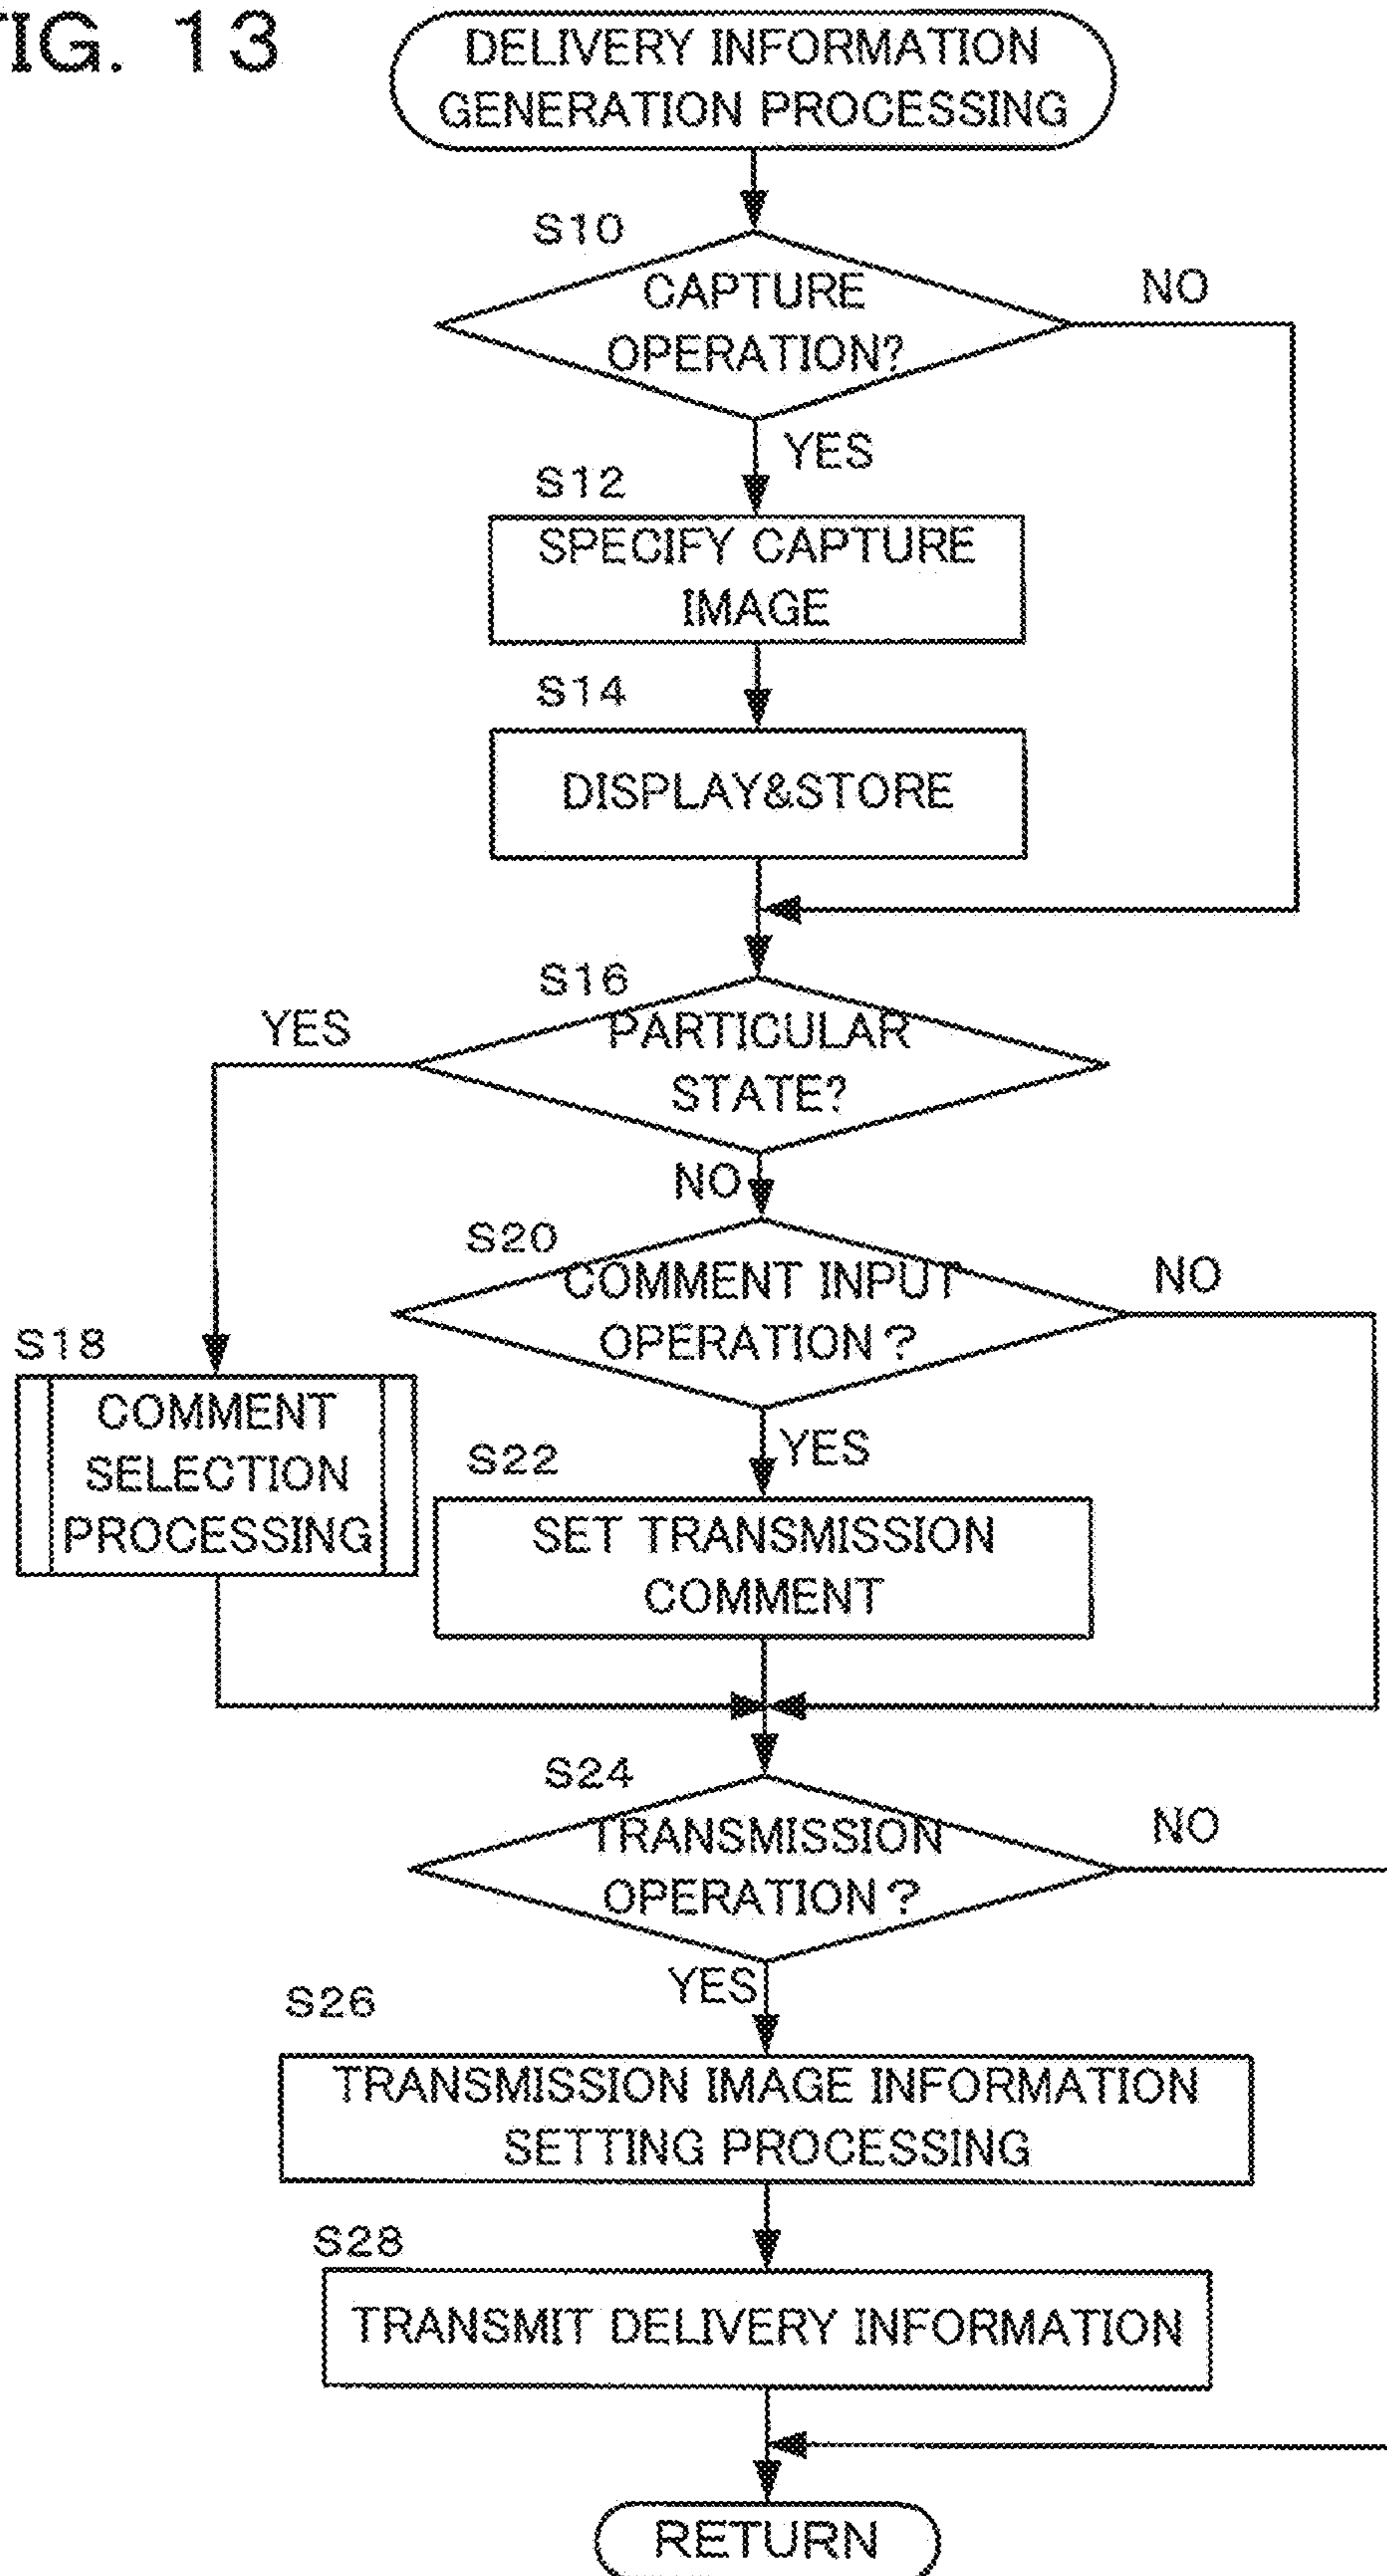 FIG. 13
DELIVERY INFORMATION
GENERATION PROCESSING
S10
CAPTURE
OPERATION?
NO
YES
S12
SPECIFY CAPTURE
IMAGE
S14
DISPLAY&STORE
S16
PARTICULAR
STATE?
YES
NO
S20
COMMENT INPUT
OPERATION?
NO
S18
COMMENT
SELECTION
PROCESSING
YES
S22
SET TRANSMISSION
COMMENT
S24
TRANSMISSION
OPERATION?
NO
YES
S26
TRANSMISSION IMAGE INFORMATION
SETTING PROCESSING
S28
TRANSMIT DELIVERY INFORMATION
RETURN